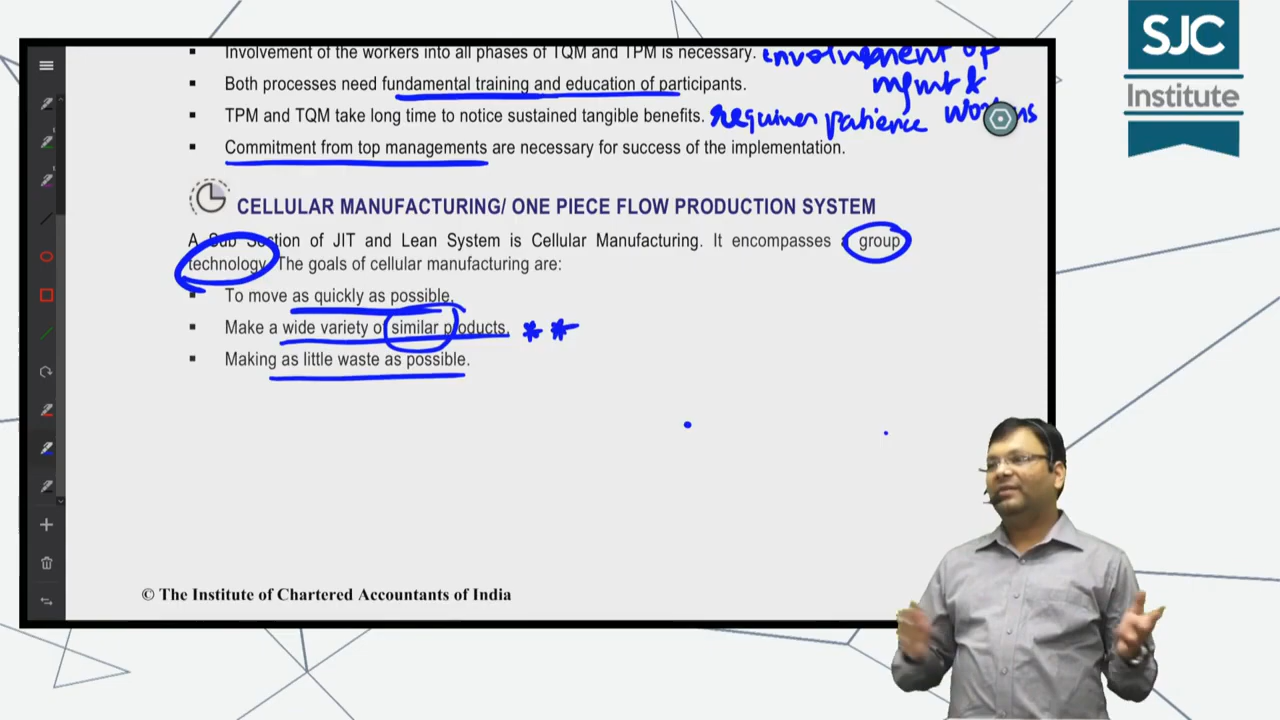 SJC
Institute
Involvement of the workers into all phases of TQM and TPM is necessary. involvement of
Both processes need fundamental training and education of participants. mgmt &
TPM and TQM take long time to notice sustained tangible benefits. requires patience
Commitment from top managements are necessary for success of the implementation.
CELLULAR MANUFACTURING/ ONE PIECE FLOW PRODUCTION SYSTEM
A Sub Section of JIT and Lean System is Cellular Manufacturing. It encompasses a group
technology. The goals of cellular manufacturing are:
To move as quickly as possible.
Make a wide variety of similar products. **
Making as little waste as possible.
© The Institute of Chartered Accountants of India